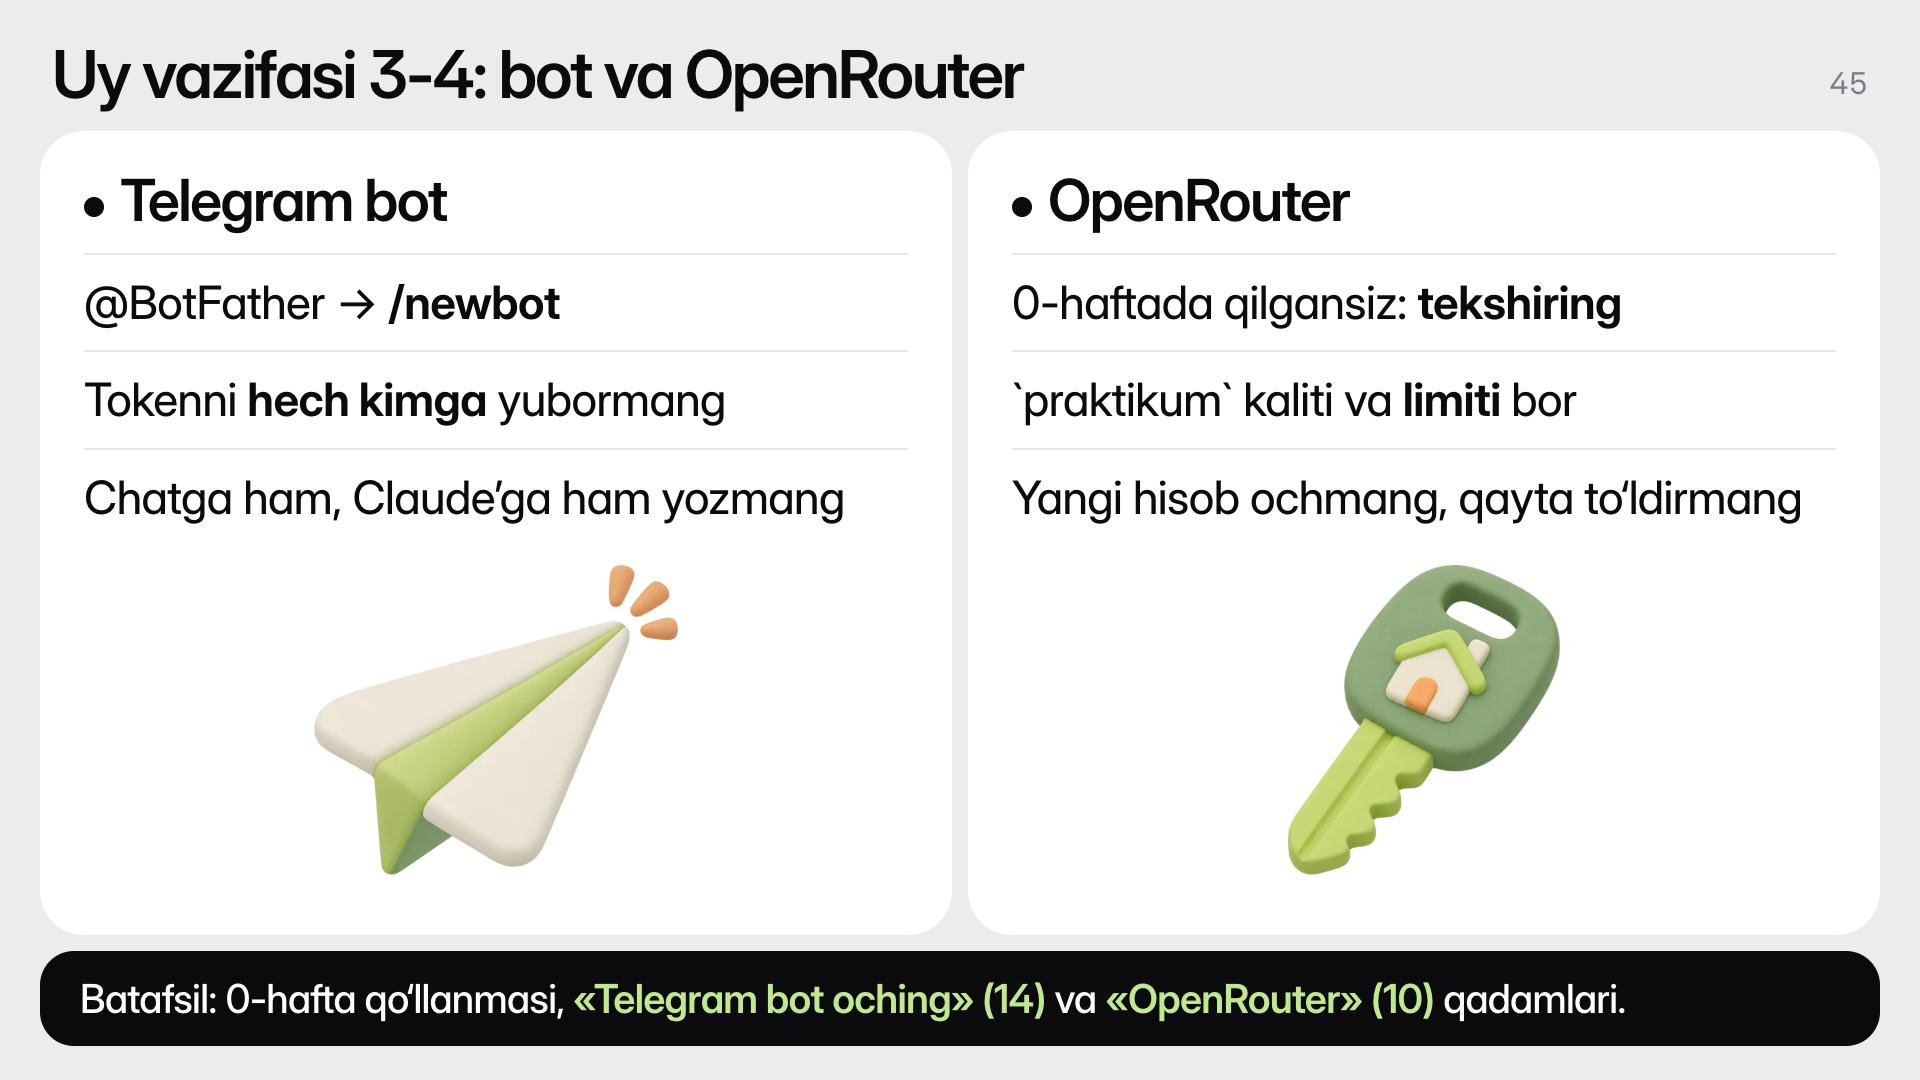 Uy vazifasi 3-4: bot va OpenRouter
45
• Telegram bot
@BotFather → /newbot
Tokenni hech kimga yubormang
Chatga ham, Claude’ga ham yozmang
• OpenRouter
0-haftada qilgansiz: tekshiring
`praktikum` kaliti va limiti bor
Yangi hisob ochmang, qayta to‘ldirmang
Batafsil: 0-hafta qo‘llanmasi, «Telegram bot oching» (14) va «OpenRouter» (10) qadamlari.